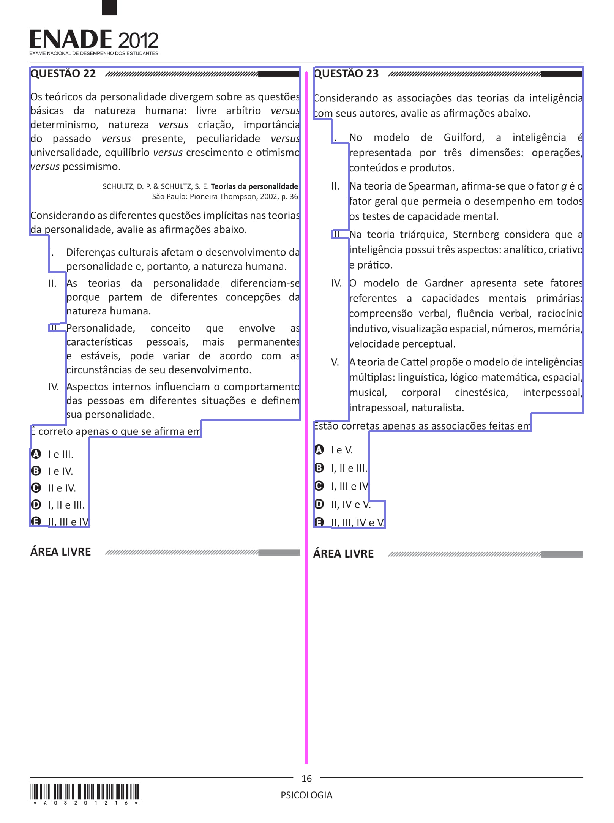 ENADE 2012
EXAME NACIONAL DE DESEMPENHO DOS ESTUDANTES
QUESTÃO 22
Os teóricos da personalidade divergem sobre as questões
básicas da natureza humana: livre arbítrio versus
determinismo, natureza versus criação, importância
do passado versus presente, peculiaridade versus
universalidade, equilíbrio versus crescimento e otimismo
versus pessimismo.
SCHULTZ, D. P. & SCHULTZ, S. E. Teorias da personalidade.
São Paulo: Pioneira Thompson, 2002, p. 36.
Considerando as diferentes questões implícitas nas teorias
da personalidade, avalie as afirmações abaixo.
I. Diferenças culturais afetam o desenvolvimento da
personalidade e, portanto, a natureza humana.
II. As teorias da personalidade diferenciam-se
porque partem de diferentes concepções da
natureza humana.
III. Personalidade, conceito que envolve as
características pessoais, mais permanentes
e estáveis, pode variar de acordo com as
circunstâncias de seu desenvolvimento.
IV. Aspectos internos influenciam o comportamento
das pessoas em diferentes situações e definem
sua personalidade.
É correto apenas o que se afirma em
A I e III.
B I e IV.
C II e IV.
D I, II e III.
E II, III e IV.
ÁREA LIVRE
QUESTÃO 23
Considerando as associações das teorias da inteligência
com seus autores, avalie as afirmações abaixo.
I. No modelo de Guilford, a inteligência é
representada por três dimensões: operações,
conteúdos e produtos.
II. Na teoria de Spearman, afirma-se que o fator g é o
fator geral que permeia o desempenho em todos
os testes de capacidade mental.
III. Na teoria triárquica, Sternberg considera que a
inteligência possui três aspectos: analítico, criativo
e prático.
IV. O modelo de Gardner apresenta sete fatores
referentes a capacidades mentais primárias:
compreensão verbal, fluência verbal, raciocínio
indutivo, visualização espacial, números, memória,
velocidade perceptual.
V. A teoria de Cattel propõe o modelo de inteligências
múltiplas: linguística, lógico-matemática, espacial,
musical, corporal cinestésica, interpessoal,
intrapessoal, naturalista.
Estão corretas apenas as associações feitas em
A I e V.
B I, II e III.
C I, III e IV.
D II, IV e V.
E II, III, IV e V.
ÁREA LIVRE
16
PSICOLOGIA
* A 0 8 2 0 1 2 1 6 *